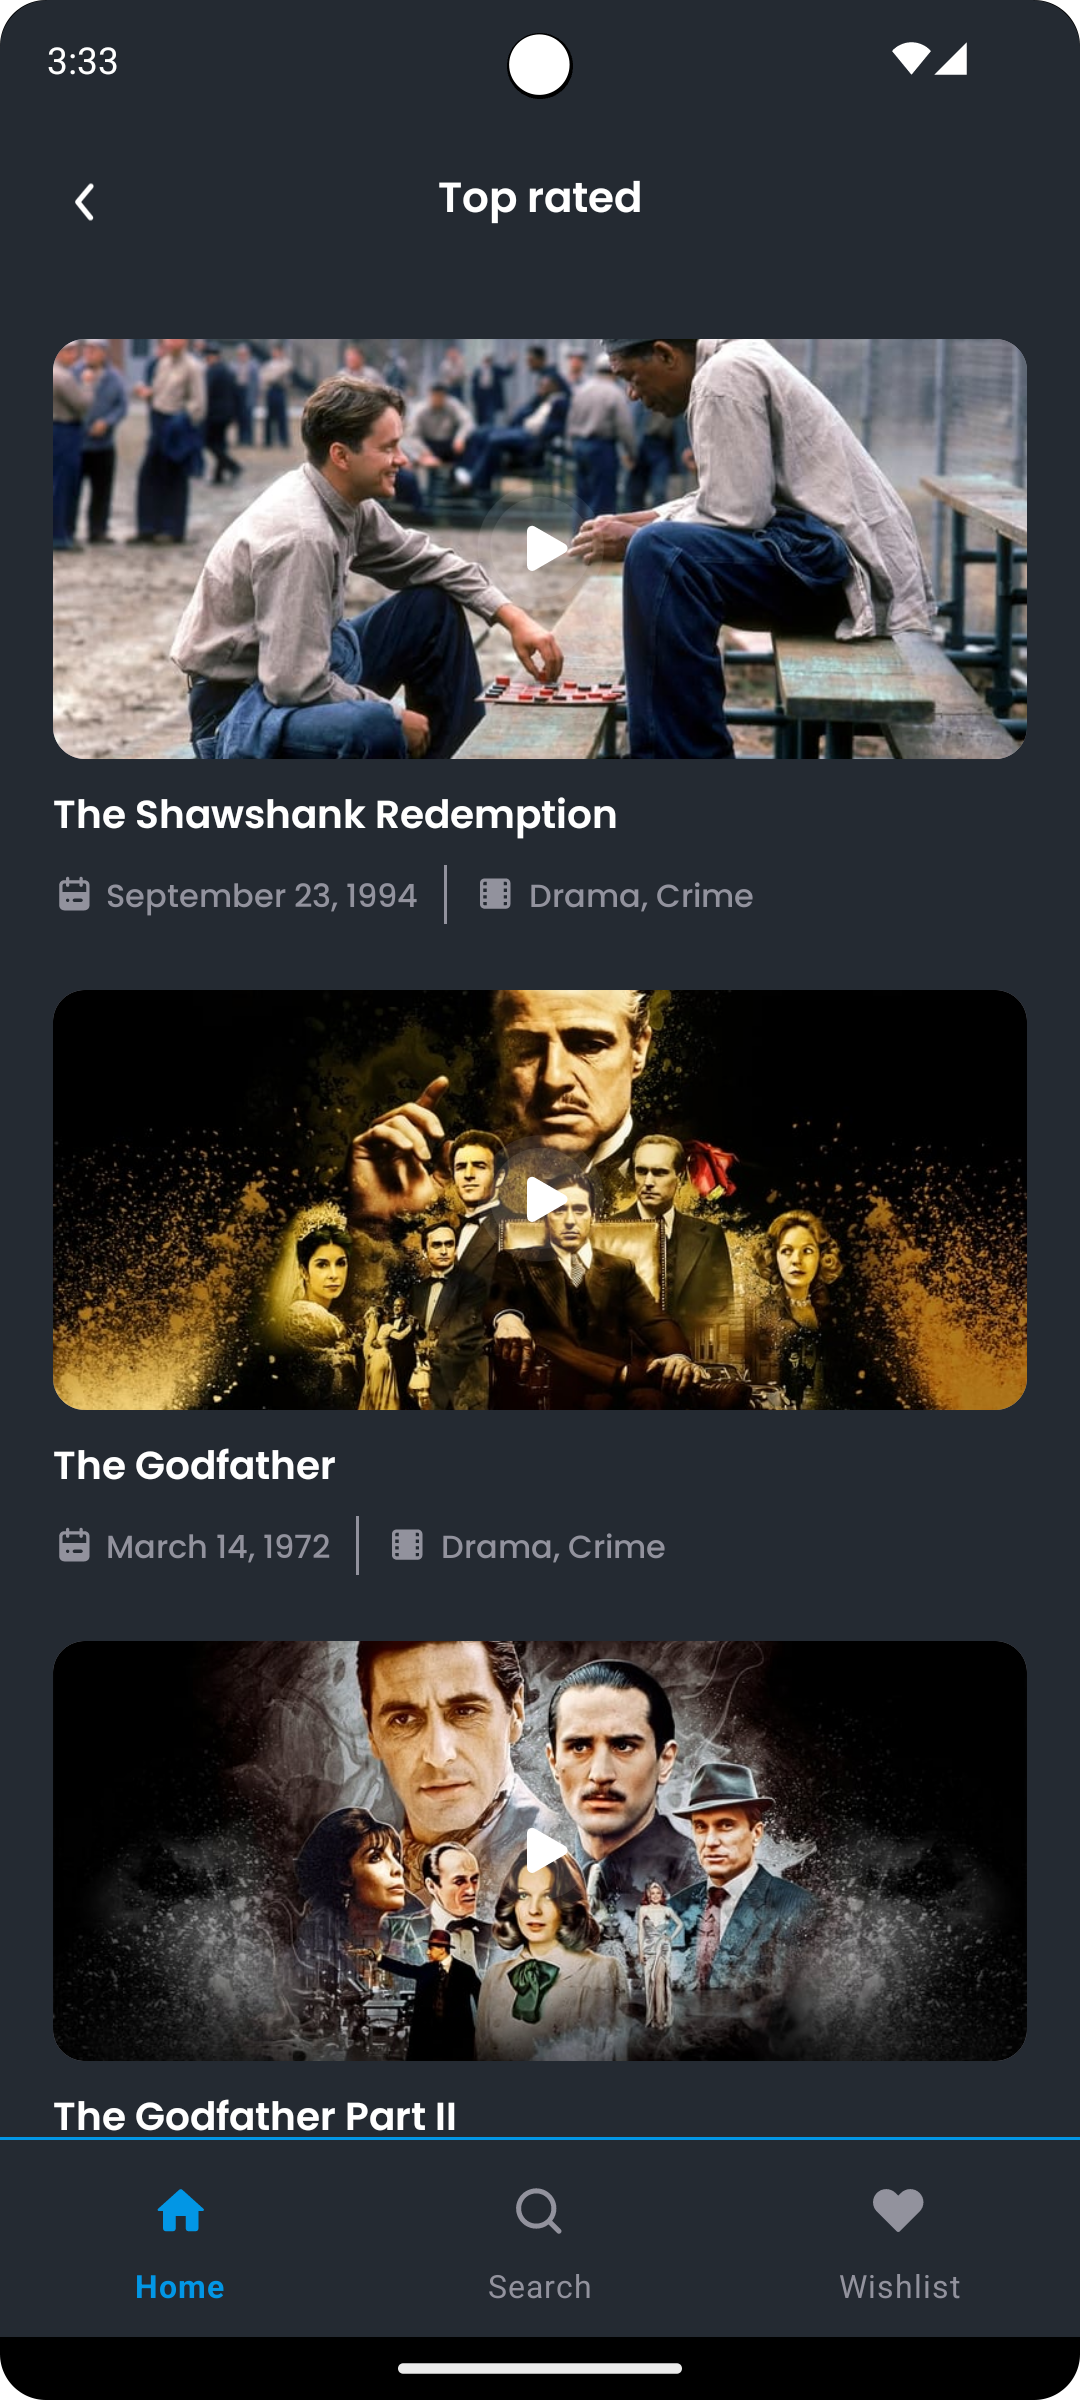 3:33
Top rated
The Shawshank Redemption
September 23, 1994
Drama, Crime
The Godfather
March 14, 1972
Drama, Crime
The Godfather Part II
Home
Search
Wishlist